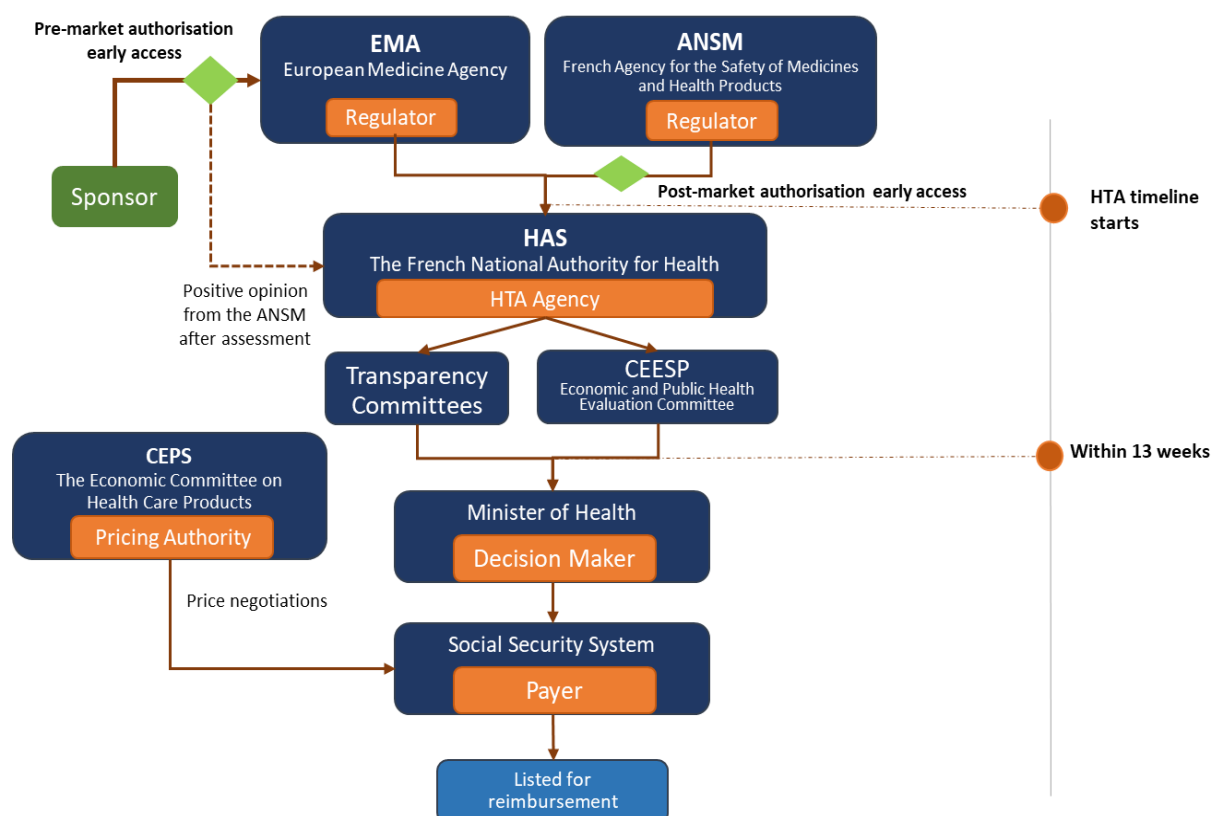 Pre-market authorisation
early access
EMA
European Medicine Agency
Regulator
ANSM
French Agency for the Safety of Medicines
and Health Products
Regulator
Sponsor
Post-market authorisation early access
HTA timeline
starts
HAS
The French National Authority for Health
HTA Agency
Positive opinion
from the ANSM
after assessment
Transparency
Committees
CEESP
Economic and Public Health
Evaluation Committee
Within 13 weeks
CEPS
The Economic Committee on
Health Care Products
Pricing Authority
Minister of Health
Decision Maker
Price negotiations
Social Security System
Payer
Listed for
reimbursement